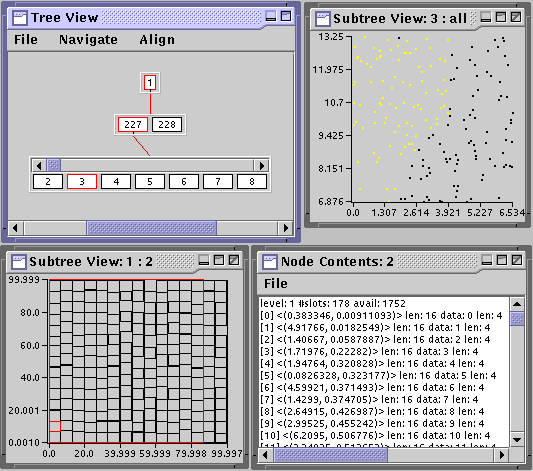 Tree View
File Navigate Align
1
227 228
2 3 4 5 6 7 8
Subtree View: 3 : all
13.25
11.975
10.7
9.425
8.151
6.876
0.0 1.307 2.614 3.921 5.227 6.534
Subtree View: 1 : 2
99.999
80.0
60.0
40.0
20.001
0.0010
0.0 20.0 39.999 59.998 79.998 99.997
Node Contents: 2
File
level: 1 #slots: 178 avail: 1752
[0] <(0.383346, 0.00911093)> len: 16 data: 0 len: 4
[1] <(4.91766, 0.0182549)> len: 16 data: 1 len: 4
[2] <(1.40667, 0.0587887)> len: 16 data: 2 len: 4
[3] <(1.71976, 0.22282)> len: 16 data: 3 len: 4
[4] <(1.94764, 0.320828)> len: 16 data: 4 len: 4
[5] <(0.0826328, 0.323177)> len: 16 data: 5 len: 4
[6] <(4.59921, 0.371493)> len: 16 data: 6 len: 4
[7] <(1.4299, 0.374705)> len: 16 data: 7 len: 4
[8] <(2.64915, 0.426987)> len: 16 data: 8 len: 4
[9] <(2.99525, 0.455242)> len: 16 data: 9 len: 4
[10] <(6.2095, 0.506776)> len: 16 data: 10 len: 4